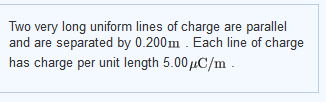 Two very long uniform lines of charge are parallel
and are separated by 0.200m . Each line of charge
has charge per unit length 5.00μC/m .